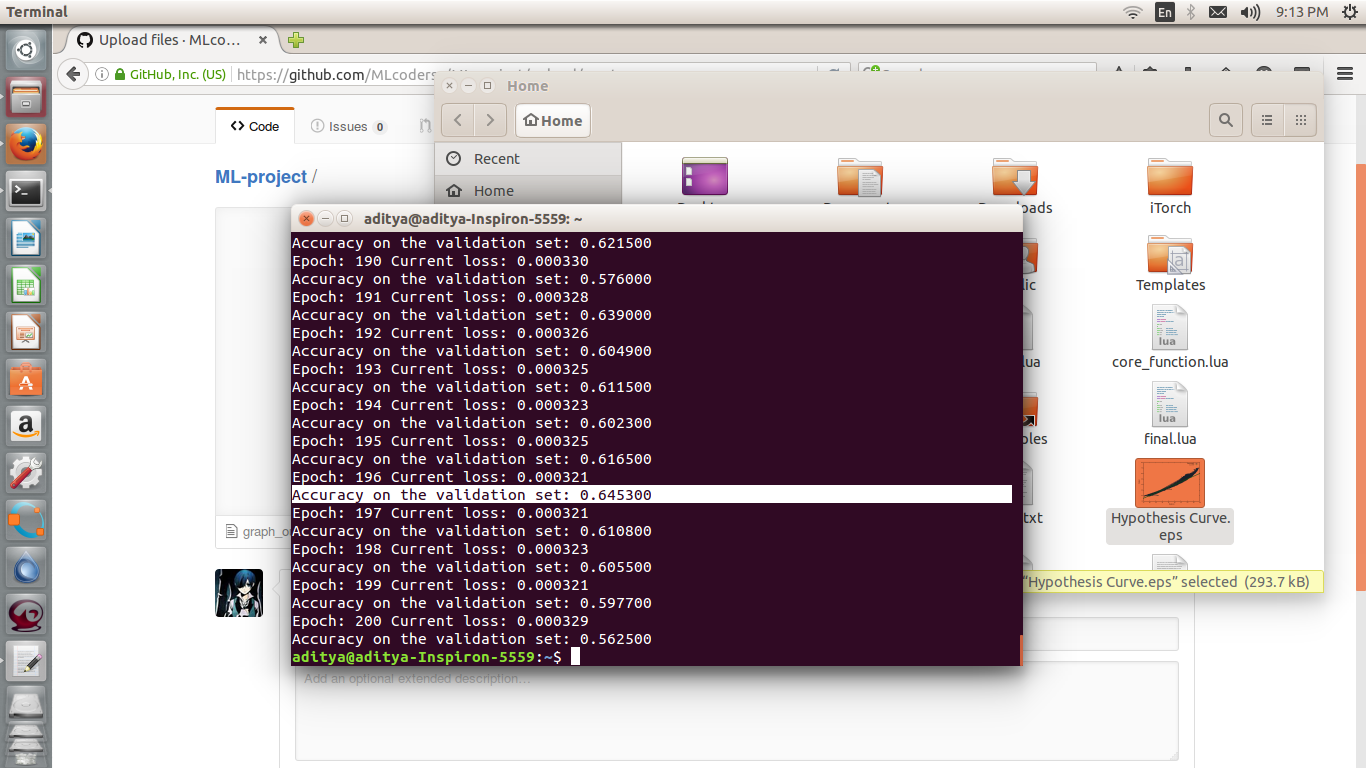 Terminal
En
9:13 PM
Upload files · MLco…
GitHub, Inc. (US)
https://github.com/MLcoders
Home
Code
Issues 0
Home
Recent
Home
ML-project /
iTorch
Templates
core_function.lua
final.lua
Hypothesis Curve.
eps
"Hypothesis Curve.eps" selected (293.7 kB)
aditya@aditya-Inspiron-5559: ~
Accuracy on the validation set: 0.621500
Epoch: 190 Current loss: 0.000330
Accuracy on the validation set: 0.576000
Epoch: 191 Current loss: 0.000328
Accuracy on the validation set: 0.639000
Epoch: 192 Current loss: 0.000326
Accuracy on the validation set: 0.604900
Epoch: 193 Current loss: 0.000325
Accuracy on the validation set: 0.611500
Epoch: 194 Current loss: 0.000323
Accuracy on the validation set: 0.602300
Epoch: 195 Current loss: 0.000325
Accuracy on the validation set: 0.616500
Epoch: 196 Current loss: 0.000321
Accuracy on the validation set: 0.645300
Epoch: 197 Current loss: 0.000321
Accuracy on the validation set: 0.610800
Epoch: 198 Current loss: 0.000323
Accuracy on the validation set: 0.605500
Epoch: 199 Current loss: 0.000321
Accuracy on the validation set: 0.597700
Epoch: 200 Current loss: 0.000329
Accuracy on the validation set: 0.562500
aditya@aditya-Inspiron-5559:~$
Add an optional extended description…